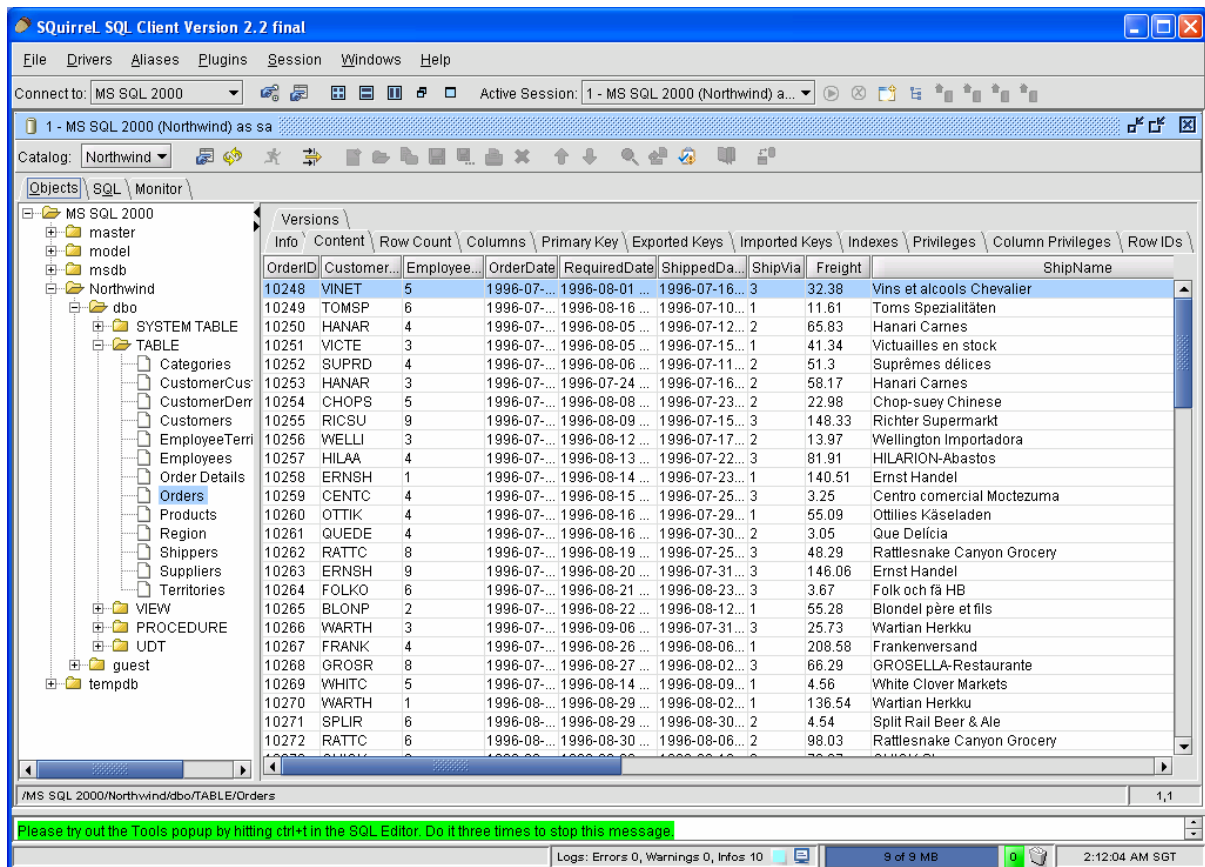 SQuirreL SQL Client Version 2.2 final
File Drivers Aliases Plugins Session Windows Help
Connect to: MS SQL 2000 Active Session: 1 - MS SQL 2000 (Northwind) a...
1 - MS SQL 2000 (Northwind) as sa
Catalog: Northwind
Objects SQL Monitor
MS SQL 2000
master
model
msdb
Northwind
dbo
SYSTEM TABLE
TABLE
Categories
CustomerCus
CustomerDem
Customers
EmployeeTerri
Employees
Order Details
Orders
Products
Region
Shippers
Suppliers
Territories
VIEW
PROCEDURE
UDT
guest
tempdb
Versions
Info Content Row Count Columns Primary Key Exported Keys Imported Keys Indexes Privileges Column Privileges Row IDs
OrderID Customer... Employee... OrderDate RequiredDate ShippedDa... ShipVia Freight ShipName
10248 VINET 5 1996-07-... 1996-08-01 ... 1996-07-16... 3 32.38 Vins et alcools Chevalier
10249 TOMSP 6 1996-07-... 1996-08-16 ... 1996-07-10... 1 11.61 Toms Spezialitäten
10250 HANAR 4 1996-07-... 1996-08-05 ... 1996-07-12... 2 65.83 Hanari Carnes
10251 VICTE 3 1996-07-... 1996-08-05 ... 1996-07-15... 1 41.34 Victuailles en stock
10252 SUPRD 4 1996-07-... 1996-08-06 ... 1996-07-11... 2 51.3 Suprêmes délices
10253 HANAR 3 1996-07-... 1996-07-24 ... 1996-07-16... 2 58.17 Hanari Carnes
10254 CHOPS 5 1996-07-... 1996-08-08 ... 1996-07-23... 2 22.98 Chop-suey Chinese
10255 RICSU 9 1996-07-... 1996-08-09 ... 1996-07-15... 3 148.33 Richter Supermarkt
10256 WELLI 3 1996-07-... 1996-08-12 ... 1996-07-17... 2 13.97 Wellington Importadora
10257 HILAA 4 1996-07-... 1996-08-13 ... 1996-07-22... 3 81.91 HILARION-Abastos
10258 ERNSH 1 1996-07-... 1996-08-14 ... 1996-07-23... 1 140.51 Ernst Handel
10259 CENTC 4 1996-07-... 1996-08-15 ... 1996-07-25... 3 3.25 Centro comercial Moctezuma
10260 OTTIK 4 1996-07-... 1996-08-16 ... 1996-07-29... 1 55.09 Ottilies Käseladen
10261 QUEDE 4 1996-07-... 1996-08-16 ... 1996-07-30... 2 3.05 Que Delícia
10262 RATTC 8 1996-07-... 1996-08-19 ... 1996-07-25... 3 48.29 Rattlesnake Canyon Grocery
10263 ERNSH 9 1996-07-... 1996-08-20 ... 1996-07-31... 3 146.06 Ernst Handel
10264 FOLKO 6 1996-07-... 1996-08-21 ... 1996-08-23... 3 3.67 Folk och fä HB
10265 BLONP 2 1996-07-... 1996-08-22 ... 1996-08-12... 1 55.28 Blondel père et fils
10266 WARTH 3 1996-07-... 1996-09-06 ... 1996-07-31... 3 25.73 Wartian Herkku
10267 FRANK 4 1996-07-... 1996-08-26 ... 1996-08-06... 1 208.58 Frankenversand
10268 GROSR 8 1996-07-... 1996-08-27 ... 1996-08-02... 3 66.29 GROSELLA-Restaurante
10269 WHITC 5 1996-07-... 1996-08-14 ... 1996-08-09... 1 4.56 White Clover Markets
10270 WARTH 1 1996-08-... 1996-08-29 ... 1996-08-02... 1 136.54 Wartian Herkku
10271 SPLIR 6 1996-08-... 1996-08-29 ... 1996-08-30... 2 4.54 Split Rail Beer & Ale
10272 RATTC 6 1996-08-... 1996-08-30 ... 1996-08-06... 2 98.03 Rattlesnake Canyon Grocery
/MS SQL 2000/Northwind/dbo/TABLE/Orders 1,1
Please try out the Tools popup by hitting ctrl+t in the SQL Editor. Do it three times to stop this message.
Logs: Errors 0, Warnings 0, Infos 10 9 of 9 MB 0 2:12:04 AM SGT